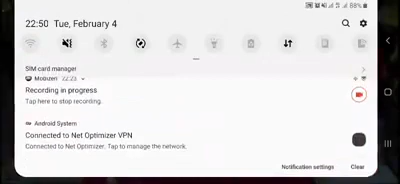 88%
22:50 Tue, February 4
SIM card manager
Mobizen 22:23
Recording in progress
Tap here to stop recording.
Android System
Connected to Net Optimizer VPN
Connected to Net Optimizer. Tap to manage the network.
Notification settings Clear